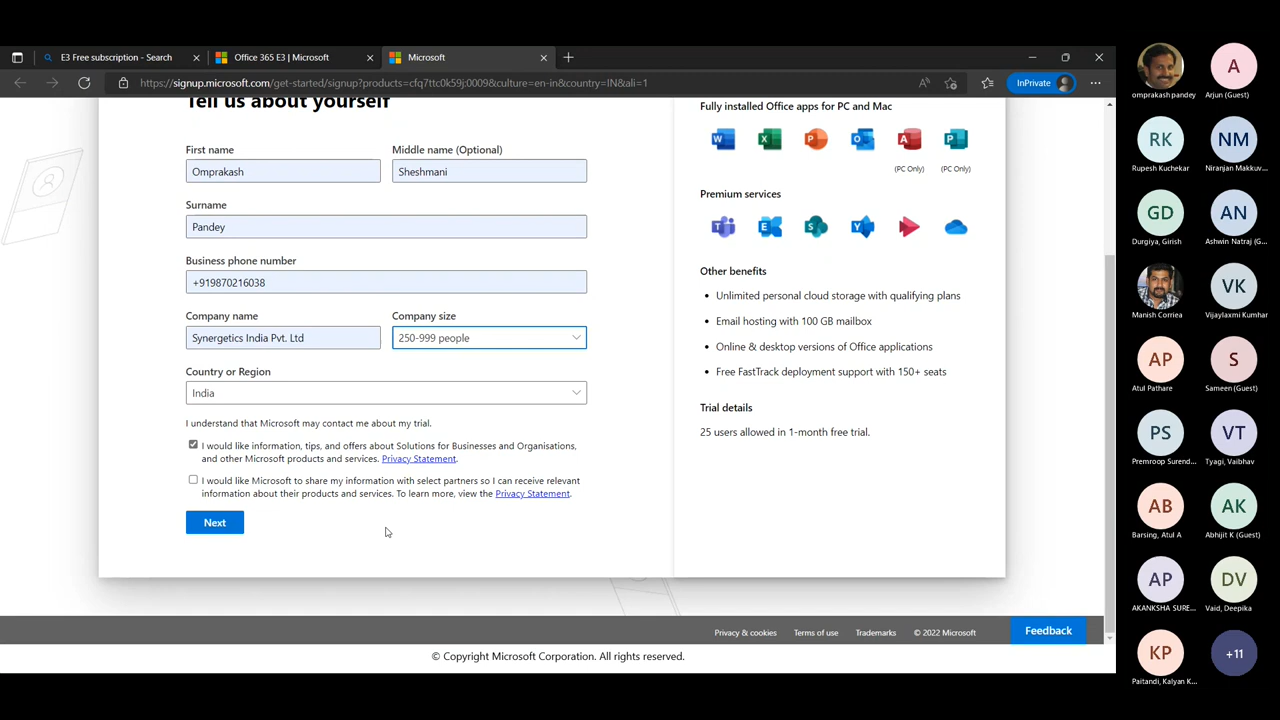 E3 Free subscription - Search
Office 365 E3 | Microsoft
Microsoft
https://signup.microsoft.com/get-started/signup?products=cfq7ttc0k59j:0009&culture=en-in&country=IN&ali=1
InPrivate
Tell us about yourself
First name
Middle name (Optional)
Omprakash
Sheshmani
Surname
Pandey
Business phone number
+919870216038
Company name
Company size
Synergetics India Pvt. Ltd
250-999 people
Country or Region
India
I understand that Microsoft may contact me about my trial.
I would like information, tips, and offers about Solutions for Businesses and Organisations,
and other Microsoft products and services. Privacy Statement.
I would like Microsoft to share my information with select partners so I can receive relevant
information about their products and services. To learn more, view the Privacy Statement.
Next
Fully installed Office apps for PC and Mac
(PC Only)
(PC Only)
Premium services
Other benefits
Unlimited personal cloud storage with qualifying plans
Email hosting with 100 GB mailbox
Online & desktop versions of Office applications
Free FastTrack deployment support with 150+ seats
Trial details
25 users allowed in 1-month free trial.
Privacy & cookies
Terms of use
Trademarks
© 2022 Microsoft
Feedback
© Copyright Microsoft Corporation. All rights reserved.
omprakash pandey
A
Arjun (Guest)
RK
Rupesh Kuchekar
NM
Niranjan Makkuv...
GD
Durgiya, Girish
AN
Ashwin Natraj (G...
Manish Corriea
VK
Vijaylaxmi Kumhar
AP
Atul Pathare
S
Sameen (Guest)
PS
Premroop Surend...
VT
Tyagi, Vaibhav
AB
Barsing, Atul A
AK
Abhijit K (Guest)
AP
AKANKSHA SURE...
DV
Vaid, Deepika
KP
Paitandi, Kalyan K...
+11